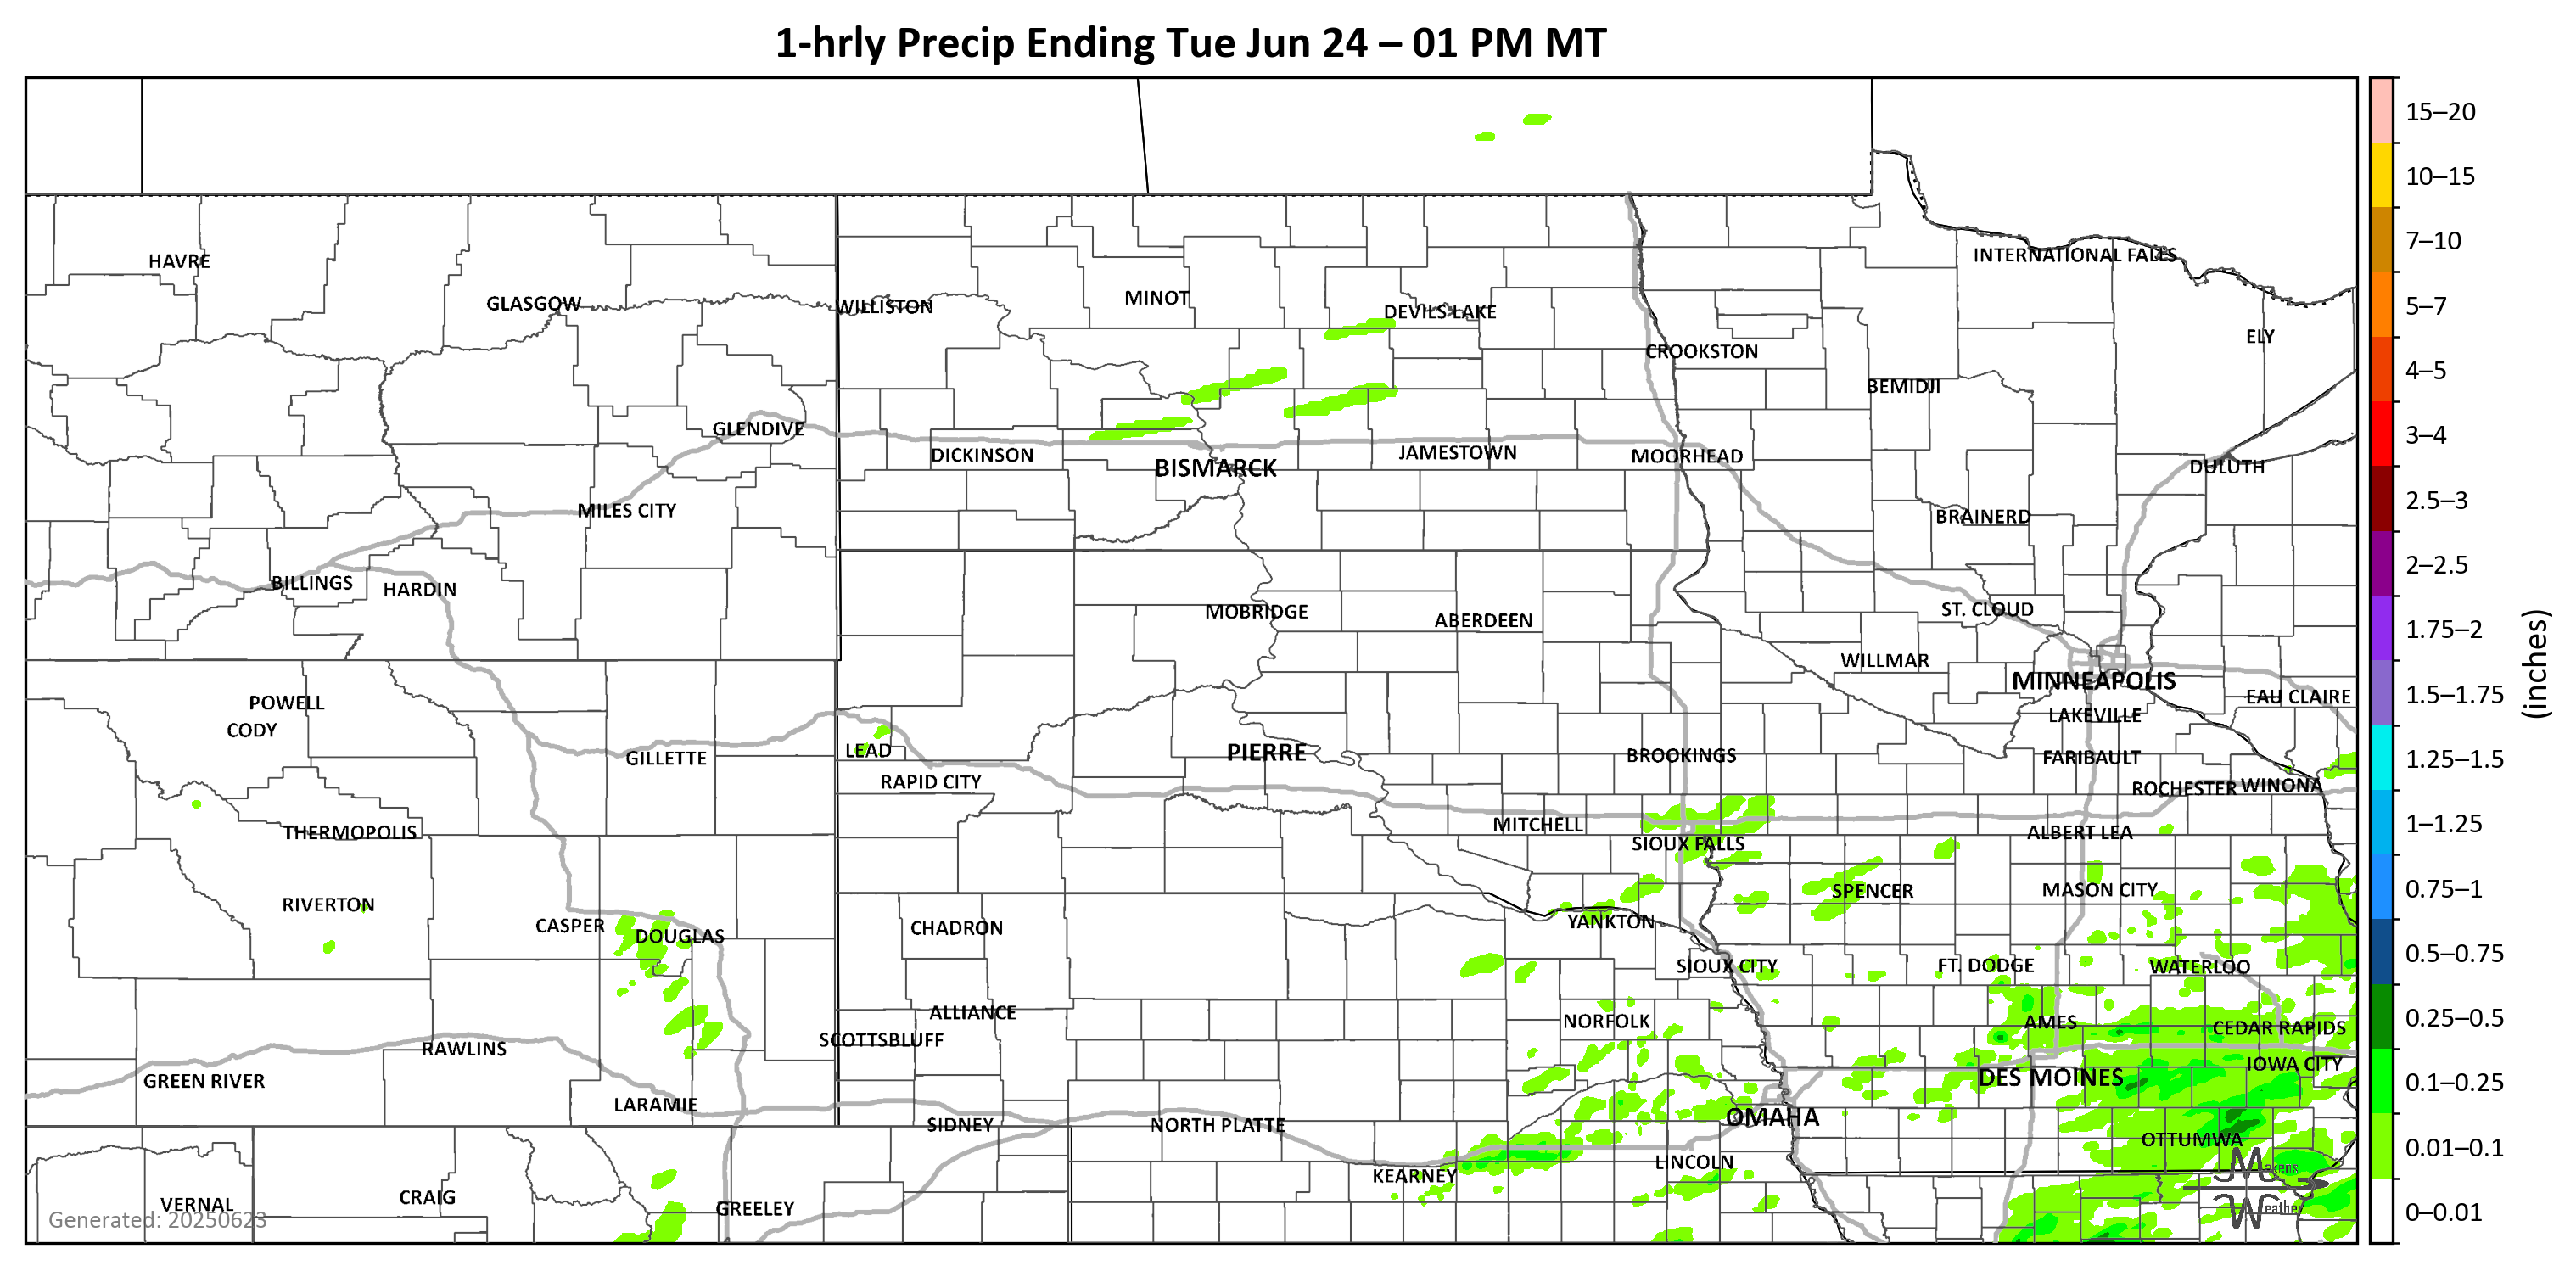 1-hrly Precip Ending Tue Jun 24 – 01 PM MT
15–20
10–15
7–10
5–7
4–5
3–4
2.5–3
2–2.5
1.75–2
1.5–1.75
1.25–1.5
1–1.25
0.75–1
0.5–0.75
0.25–0.5
0.1–0.25
0.01–0.1
0–0.01
(inches)
HAVRE
INTERNATIONAL FALLS
GLASGOW
WILLISTON
MINOT
DEVILS LAKE
ELY
CROOKSTON
BEMIDJI
GLENDIVE
DICKINSON
BISMARCK
JAMESTOWN
MOORHEAD
DULUTH
MILES CITY
BRAINERD
BILLINGS
HARDIN
MOBRIDGE
ABERDEEN
ST. CLOUD
WILLMAR
MINNEAPOLIS
EAU CLAIRE
POWELL
CODY
LAKEVILLE
GILLETTE
LEAD
PIERRE
BROOKINGS
FARIBAULT
RAPID CITY
ROCHESTER
WINONA
THERMOPOLIS
MITCHELL
SIOUX FALLS
ALBERT LEA
RIVERTON
SPENCER
MASON CITY
CASPER
DOUGLAS
CHADRON
YANKTON
SIOUX CITY
FT. DODGE
WATERLOO
ALLIANCE
NORFOLK
AMES
CEDAR RAPIDS
RAWLINS
SCOTTSBLUFF
IOWA CITY
GREEN RIVER
DES MOINES
LARAMIE
SIDNEY
NORTH PLATTE
OMAHA
OTTUMWA
KEARNEY
LINCOLN
VERNAL
CRAIG
GREELEY
Makens
Weather
Generated: 20250623